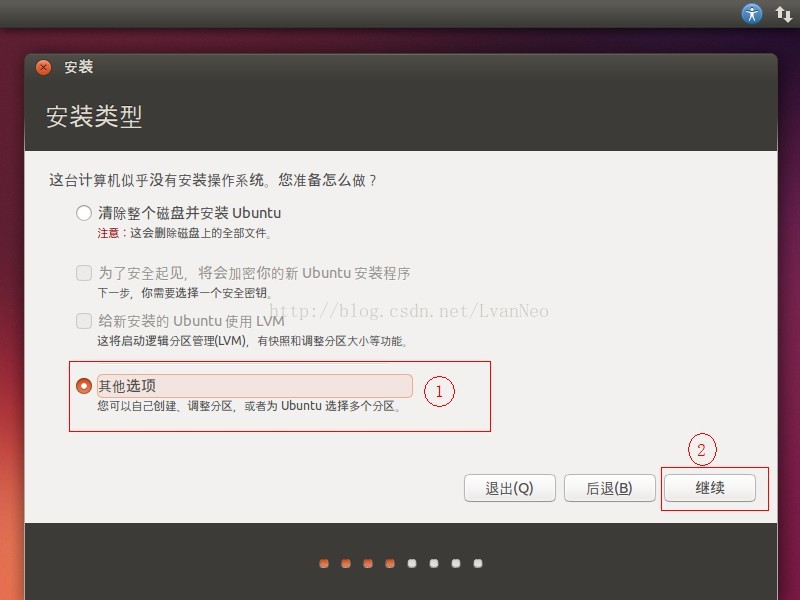 安装
安装类型
这台计算机似乎没有安装操作系统。您准备怎么做？
清除整个磁盘并安装 Ubuntu
注意：这会删除磁盘上的全部文件。
为了安全起见，将会加密你的新 Ubuntu 安装程序
下一步，你需要选择一个安全密钥。
http://blog.csdn.net/LvanNeo
给新安装的 Ubuntu 使用 LVM
这将启动逻辑分区管理(LVM)，有快照和调整分区大小等功能。
其他选项
1
您可以自己创建、调整分区，或者为 Ubuntu 选择多个分区。
2
退出(Q) 后退(B) 继续